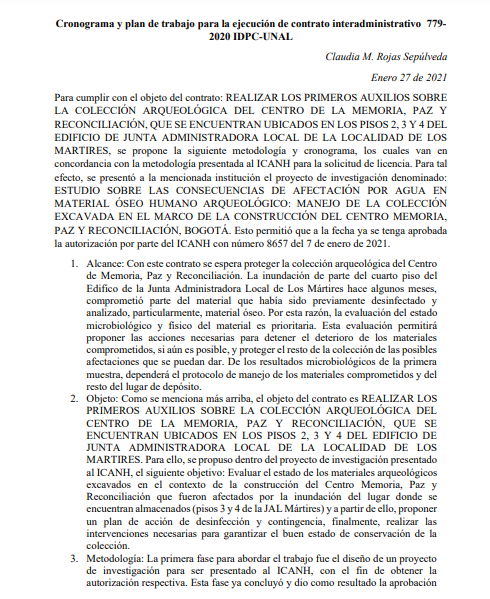 Cronograma y plan de trabajo para la ejecución de contrato interadministrativo 779-
2020 IDPC-UNAL
Claudia M. Rojas Sepúlveda
Enero 27 de 2021
Para cumplir con el objeto del contrato: REALIZAR LOS PRIMEROS AUXILIOS SOBRE
LA COLECCIÓN ARQUEOLÓGICA DEL CENTRO DE LA MEMORIA, PAZ Y
RECONCILIACIÓN, QUE SE ENCUENTRAN UBICADOS EN LOS PISOS 2, 3 Y 4 DEL
EDIFICIO DE JUNTA ADMINISTRADORA LOCAL DE LA LOCALIDAD DE LOS
MARTIRES, se propone la siguiente metodología y cronograma, los cuales van en
concordancia con la metodología presentada al ICANH para la solicitud de licencia. Para tal
efecto, se presentó a la mencionada institución el proyecto de investigación denominado:
ESTUDIO SOBRE LAS CONSECUENCIAS DE AFECTACIÓN POR AGUA EN
MATERIAL ÓSEO HUMANO ARQUEOLÓGICO: MANEJO DE LA COLECCIÓN
EXCAVADA EN EL MARCO DE LA CONSTRUCCIÓN DEL CENTRO MEMORIA,
PAZ Y RECONCILIACIÓN, BOGOTÁ. Esto permitió que a la fecha ya se tenga aprobada
la autorización por parte del ICANH con número 8657 del 7 de enero de 2021.
1. Alcance: Con este contrato se espera proteger la colección arqueológica del Centro
de Memoria, Paz y Reconciliación. La inundación de parte del cuarto piso del
Edifico de la Junta Administradora Local de Los Mártires hace algunos meses,
comprometió parte del material que había sido previamente desinfectado y
analizado, particularmente, material óseo. Por esta razón, la evaluación del estado
microbiológico y físico del material es prioritaria. Esta evaluación permitirá
proponer las acciones necesarias para detener el deterioro de los materiales
comprometidos, si aún es posible, y proteger el resto de la colección de las posibles
afectaciones que se puedan dar. De los resultados microbiológicos de la primera
muestra, dependerá el protocolo de manejo de los materiales comprometidos y del
resto del lugar de depósito.
2. Objeto: Como se menciona más arriba, el objeto del contrato es REALIZAR LOS
PRIMEROS AUXILIOS SOBRE LA COLECCIÓN ARQUEOLÓGICA DEL
CENTRO DE LA MEMORIA, PAZ Y RECONCILIACIÓN, QUE SE
ENCUENTRAN UBICADOS EN LOS PISOS 2, 3 Y 4 DEL EDIFICIO DE
JUNTA ADMINISTRADORA LOCAL DE LA LOCALIDAD DE LOS
MARTIRES. Para ello, se propuso dentro del proyecto de investigación presentado
al ICANH, el siguiente objetivo: Evaluar el estado de los materiales arqueológicos
excavados en el contexto de la construcción del Centro Memoria, Paz y
Reconciliación que fueron afectados por la inundación del lugar donde se
encuentran almacenados (pisos 3 y 4 de la JAL Mártires) y a partir de ello, proponer
un plan de acción de desinfección y contingencia, finalmente, realizar las
intervenciones necesarias para garantizar el buen estado de conservación de la
colección.
3. Metodología: La primera fase para abordar el trabajo fue el diseño de un proyecto
de investigación para ser presentado al ICANH, con el fin de obtener la
autorización respectiva. Esta fase ya concluyó y dio como resultado la aprobación